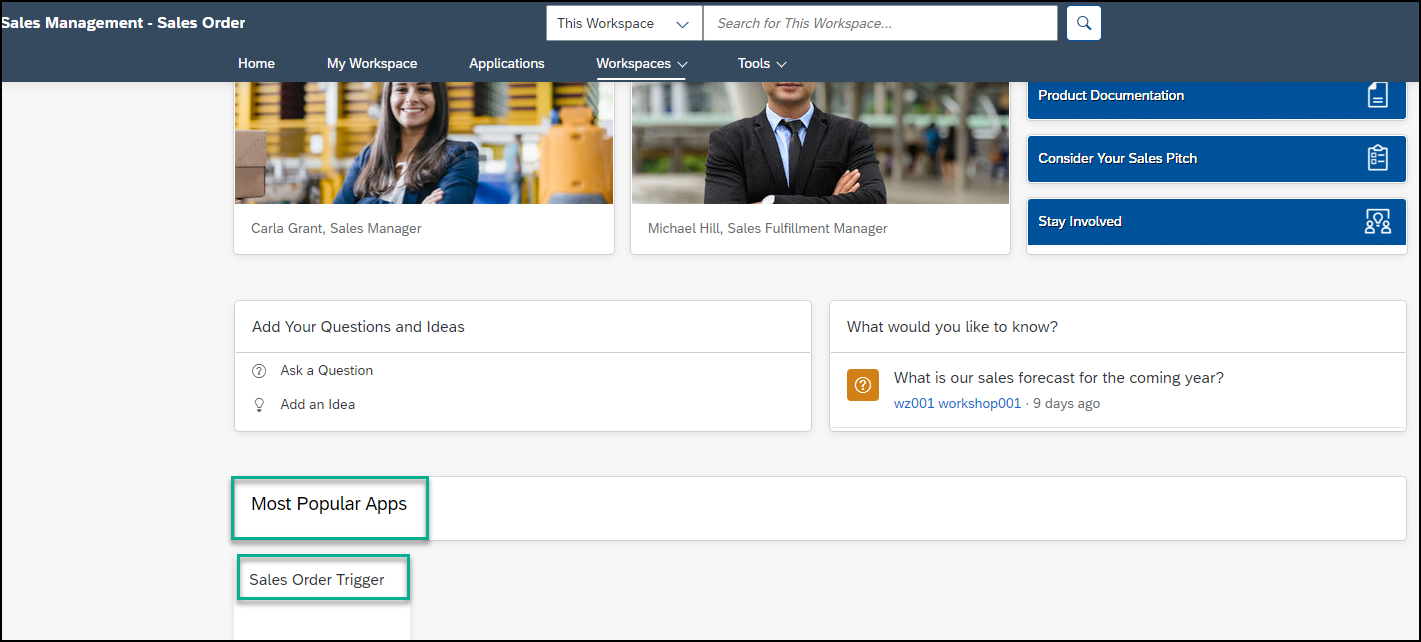 Sales Management - Sales Order
This Workspace
Search for This Workspace...
Home
My Workspace
Applications
Workspaces
Tools
Product Documentation
Consider Your Sales Pitch
Stay Involved
Carla Grant, Sales Manager
Michael Hill, Sales Fulfillment Manager
Add Your Questions and Ideas
Ask a Question
Add an Idea
What would you like to know?
What is our sales forecast for the coming year?
wz001 workshop001 · 9 days ago
Most Popular Apps
Sales Order Trigger